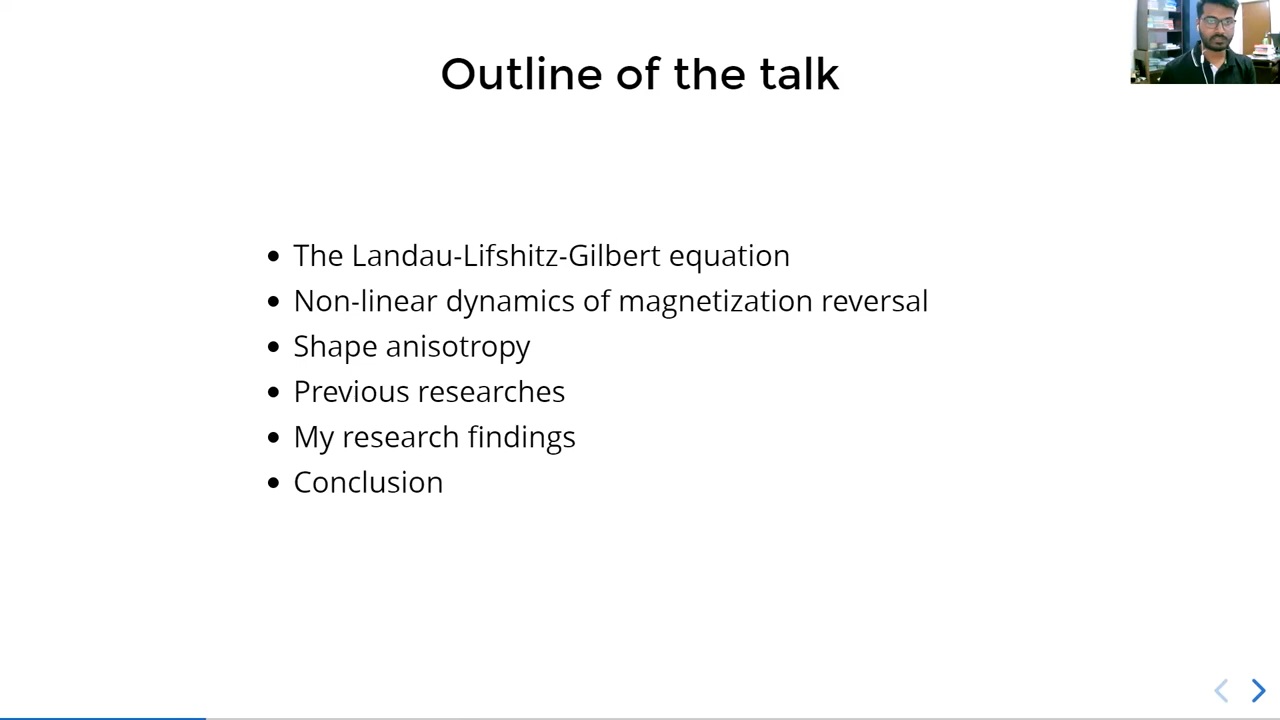 Outline of the talk
The Landau-Lifshitz-Gilbert equation
Non-linear dynamics of magnetization reversal
Shape anisotropy
Previous researches
My research findings
Conclusion